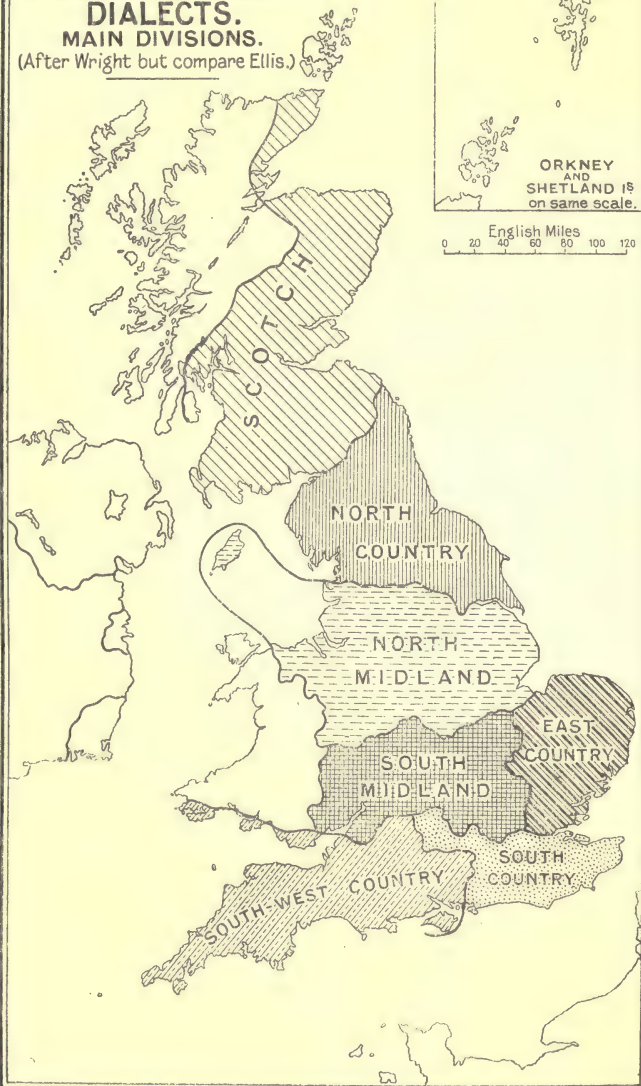 DIALECTS.
MAIN DIVISIONS.
(After Wright but compare Ellis.)
ORKNEY
AND
SHETLAND Iˢ
on same scale.
English Miles
0 20 40 60 80 100 120
SCOTCH
NORTH
COUNTRY
NORTH
MIDLAND
EAST
COUNTRY
SOUTH
MIDLAND
SOUTH
COUNTRY
SOUTH-WEST COUNTRY